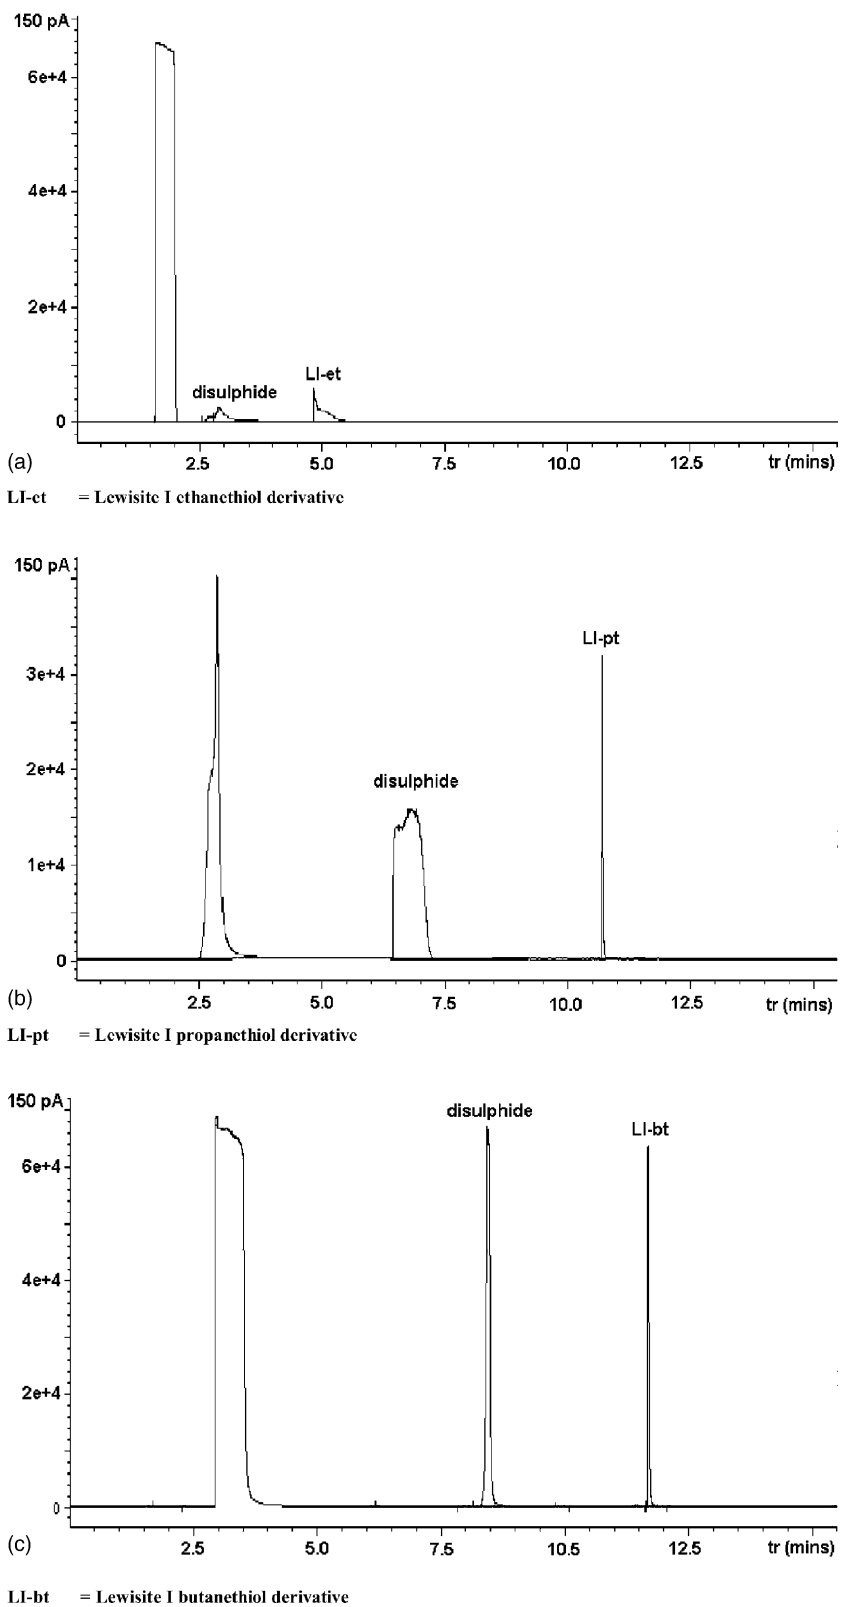 150 pA
6e+4
4e+4
2e+4
0
disulphide
LI-et
2.5 5.0 7.5 10.0 12.5 tr (mins)
(a)
LI-et = Lewisite I ethanethiol derivative
150 pA
3e+4
2e+4
1e+4
0
disulphide
LI-pt
2.5 5.0 7.5 10.0 12.5 tr (mins)
(b)
LI-pt = Lewisite I propanethiol derivative
150 pA
6e+4
4e+4
2e+4
0
disulphide
LI-bt
2.5 5.0 7.5 10.5 12.5 tr (mins)
(c)
LI-bt = Lewisite I butanethiol derivative